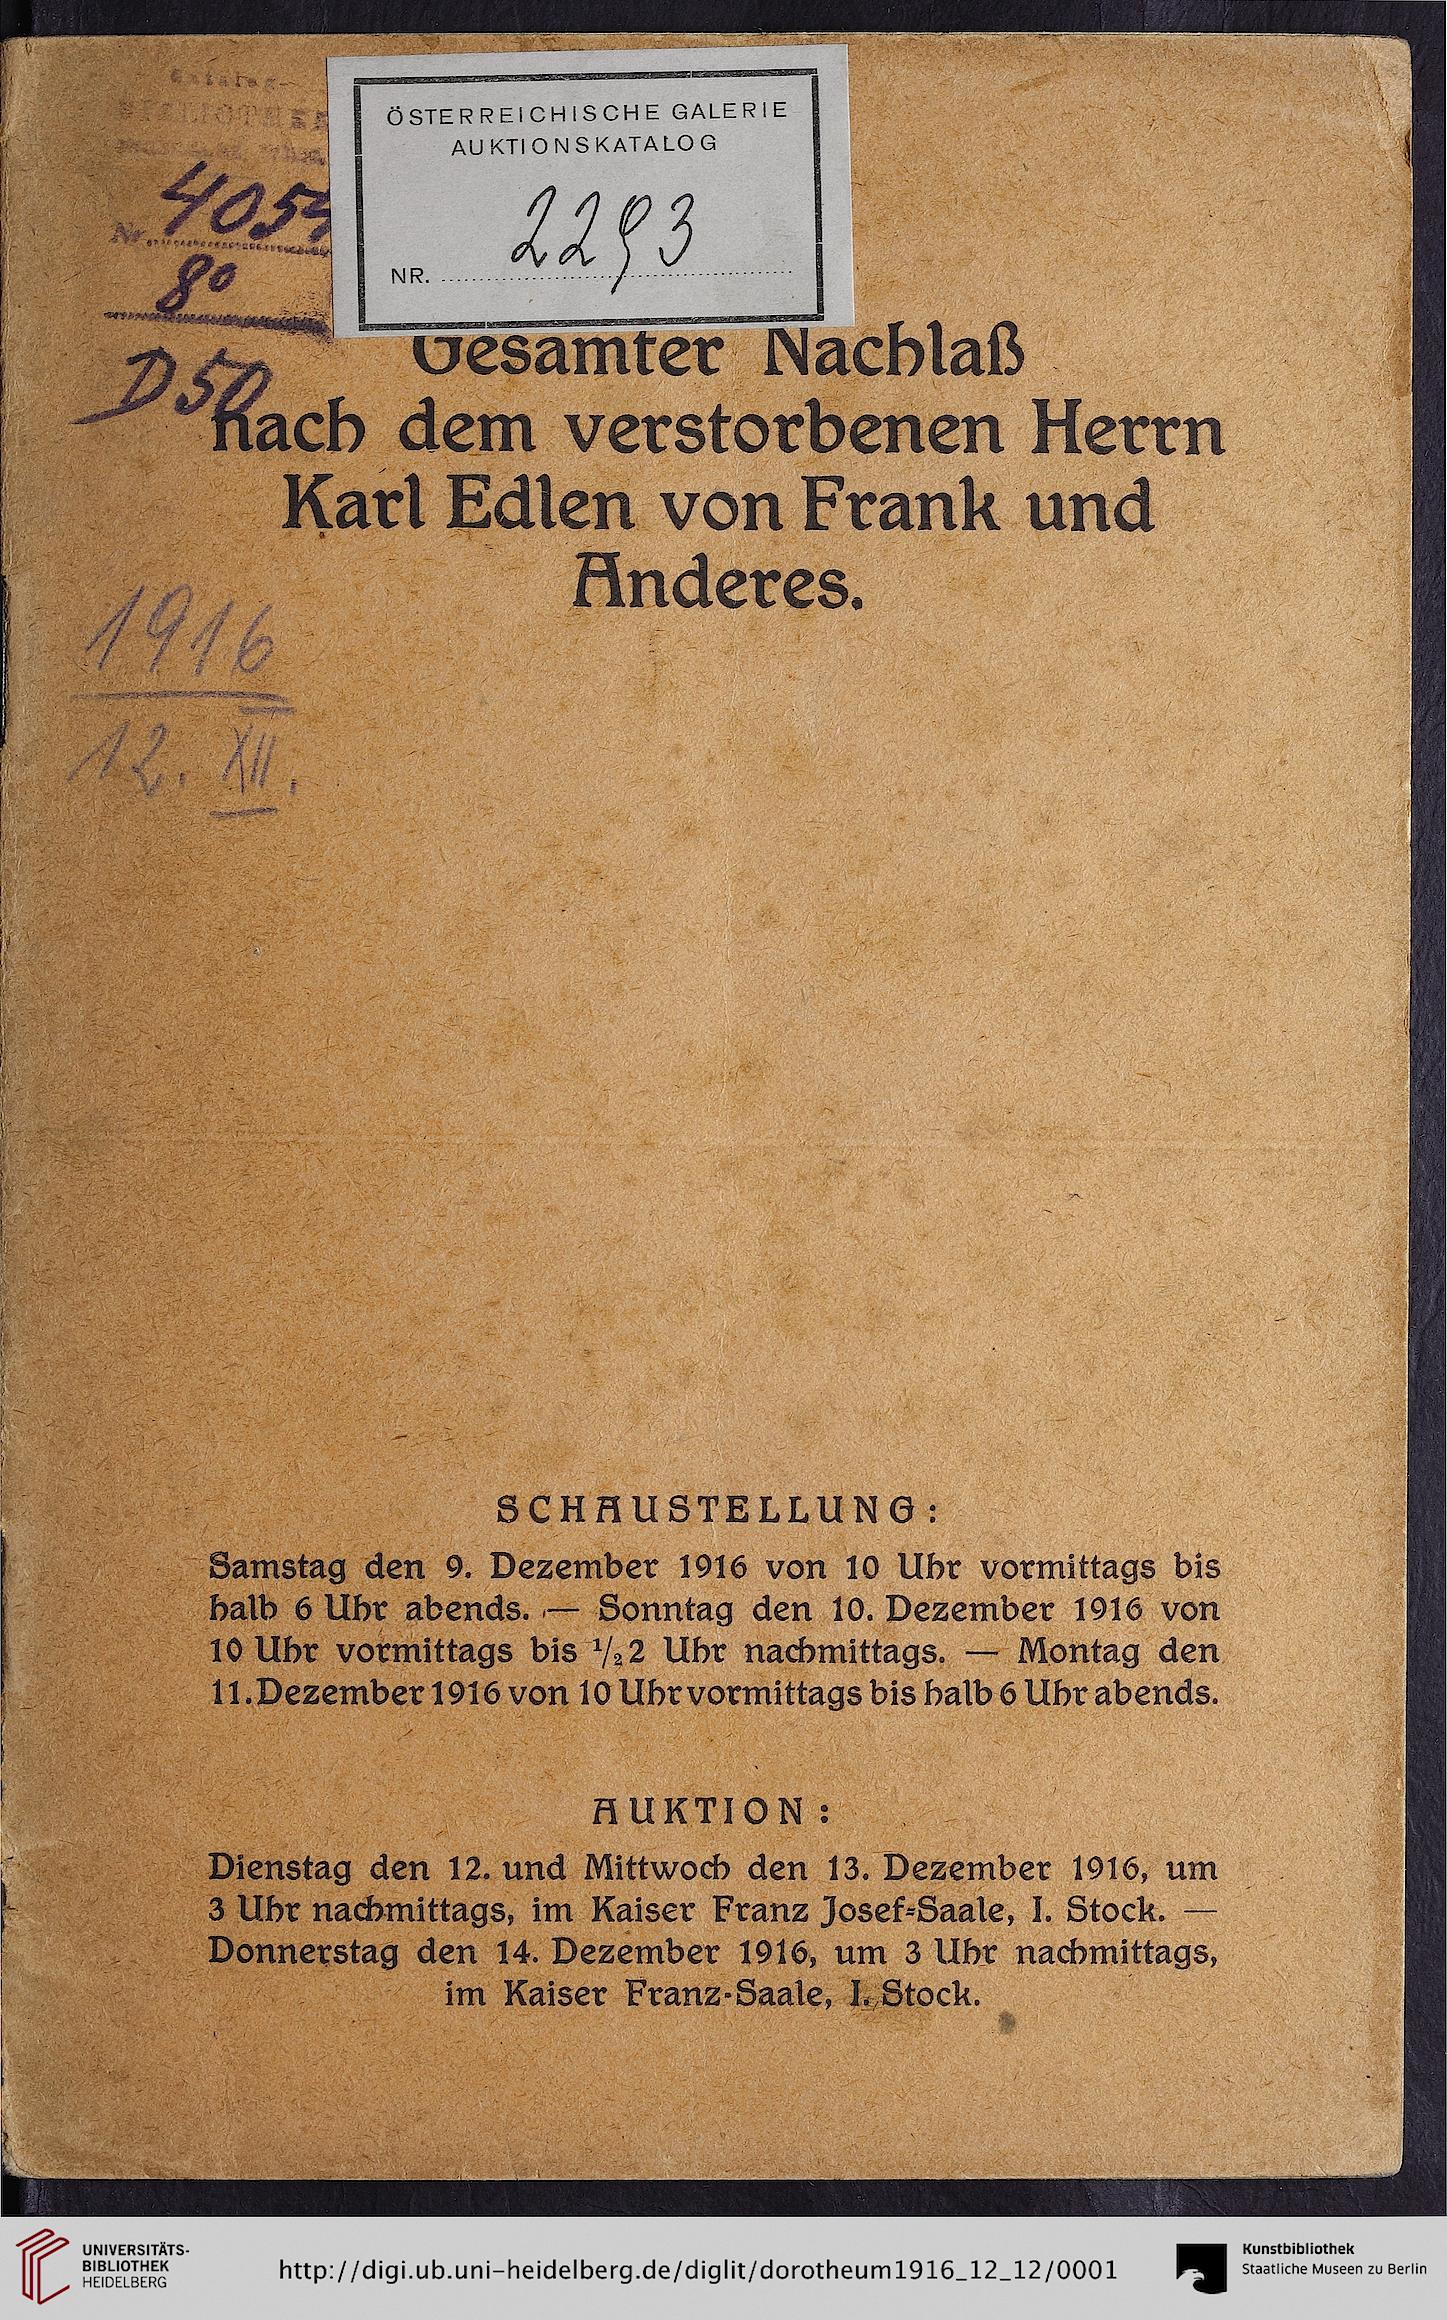 ÖSTERREICHISCHE GALERIE
AUKTIONSKATALOG
NR. 2293
Nr. 4054
8°
D50
Gesamter Nachlaß
nach dem verstorbenen Herrn
Karl Edlen von Frank und
Anderes.
1916
12. XII.
SCHAUSTELLUNG:
Samstag den 9. Dezember 1916 von 10 Uhr vormittags bis
halb 6 Uhr abends. — Sonntag den 10. Dezember 1916 von
10 Uhr vormittags bis ½2 Uhr nachmittags. — Montag den
11. Dezember 1916 von 10 Uhr vormittags bis halb 6 Uhr abends.
AUKTION:
Dienstag den 12. und Mittwoch den 13. Dezember 1916, um
3 Uhr nachmittags, im Kaiser Franz Josef-Saale, I. Stock. —
Donnerstag den 14. Dezember 1916, um 3 Uhr nachmittags,
im Kaiser Franz-Saale, I. Stock.
UNIVERSITÄTS-
BIBLIOTHEK
HEIDELBERG
http://digi.ub.uni-heidelberg.de/diglit/dorotheum1916_12_12/0001
Kunstbibliothek
Staatliche Museen zu Berlin